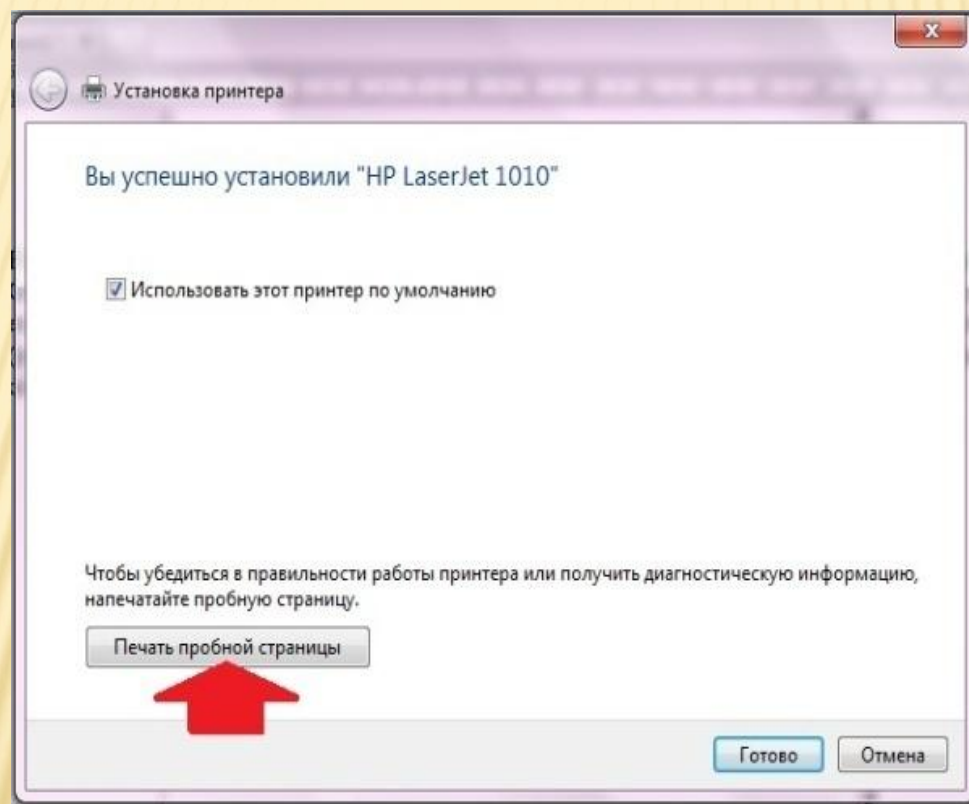 x
Установка принтера
Вы успешно установили "HP LaserJet 1010"
Использовать этот принтер по умолчанию
Чтобы убедиться в правильности работы принтера или получить диагностическую информацию,
напечатайте пробную страницу.
Печать пробной страницы
Готово Отмена